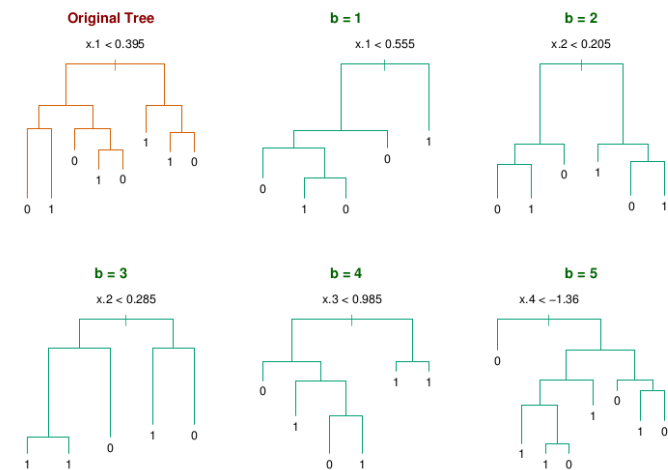 Original Tree
b = 1
b = 2
x.1 < 0.395
x.1 < 0.555
x.2 < 0.205
1
0
1 0
1 0
0 1
0
1
0
1 0
0
1
0 1
0 1
b = 3
b = 4
b = 5
x.2 < 0.285
x.3 < 0.985
x.4 < −1.36
1 0
0
1 1
0
1 1
1
0 1
0
1
0
1 0
1
1 0